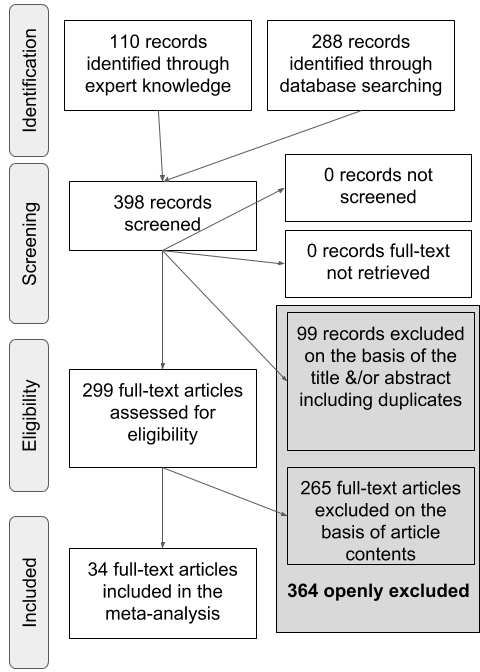 Identification
110 records
identified through
expert knowledge
288 records
identified through
database searching
Screening
398 records
screened
0 records not
screened
0 records full-text
not retrieved
99 records excluded
on the basis of the
title &/or abstract
including duplicates
Eligibility
299 full-text articles
assessed for
eligibility
265 full-text articles
excluded on the
basis of article
contents
364 openly excluded
Included
34 full-text articles
included in the
meta-analysis